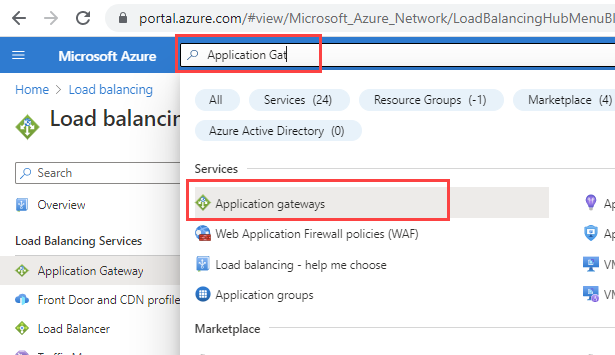 portal.azure.com/#view/Microsoft_Azure_Network/LoadBalancingHubMenuBl
Microsoft Azure
Application Gat
Home > Load balancing
Load balancin
Search
Overview
Load Balancing Services
Application Gateway
Front Door and CDN profile
Load Balancer
All
Services (24)
Resource Groups (-1)
Marketplace (4)
Azure Active Directory (0)
Services
Application gateways
Ap
Web Application Firewall policies (WAF)
Ap
Load balancing - help me choose
VM
Application groups
VM
Marketplace